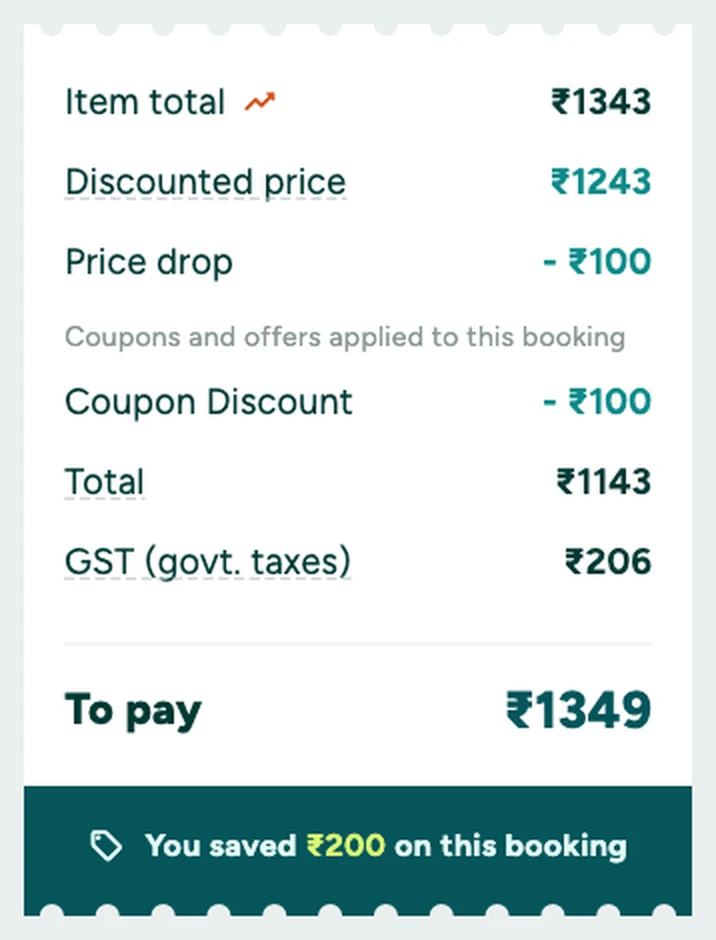 Item total ₹1343
Discounted price ₹1243
Price drop - ₹100
Coupons and offers applied to this booking
Coupon Discount - ₹100
Total ₹1143
GST (govt. taxes) ₹206
To pay ₹1349
You saved ₹200 on this booking